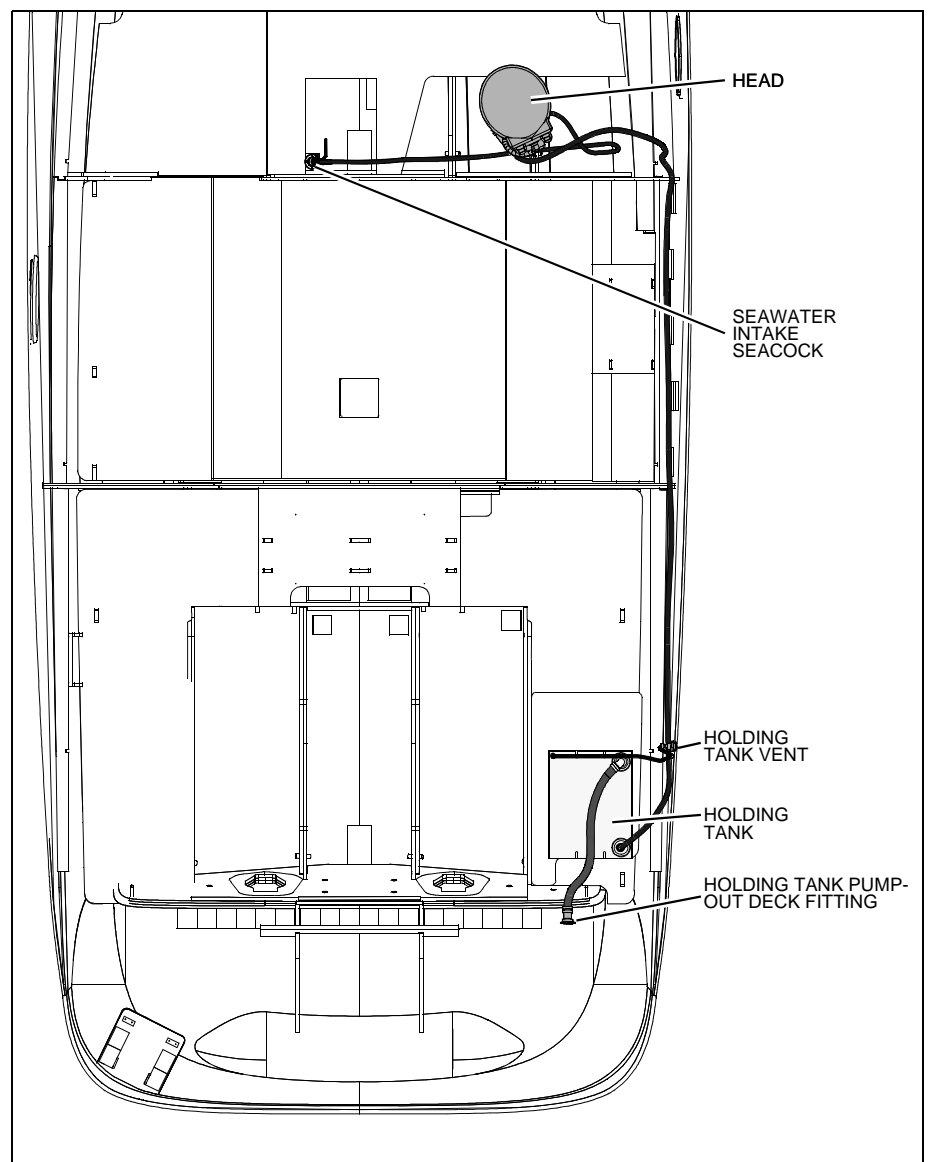 HEAD
SEAWATER
INTAKE
SEACOCK
HOLDING
TANK VENT
HOLDING
TANK
HOLDING TANK PUMP-
OUT DECK FITTING